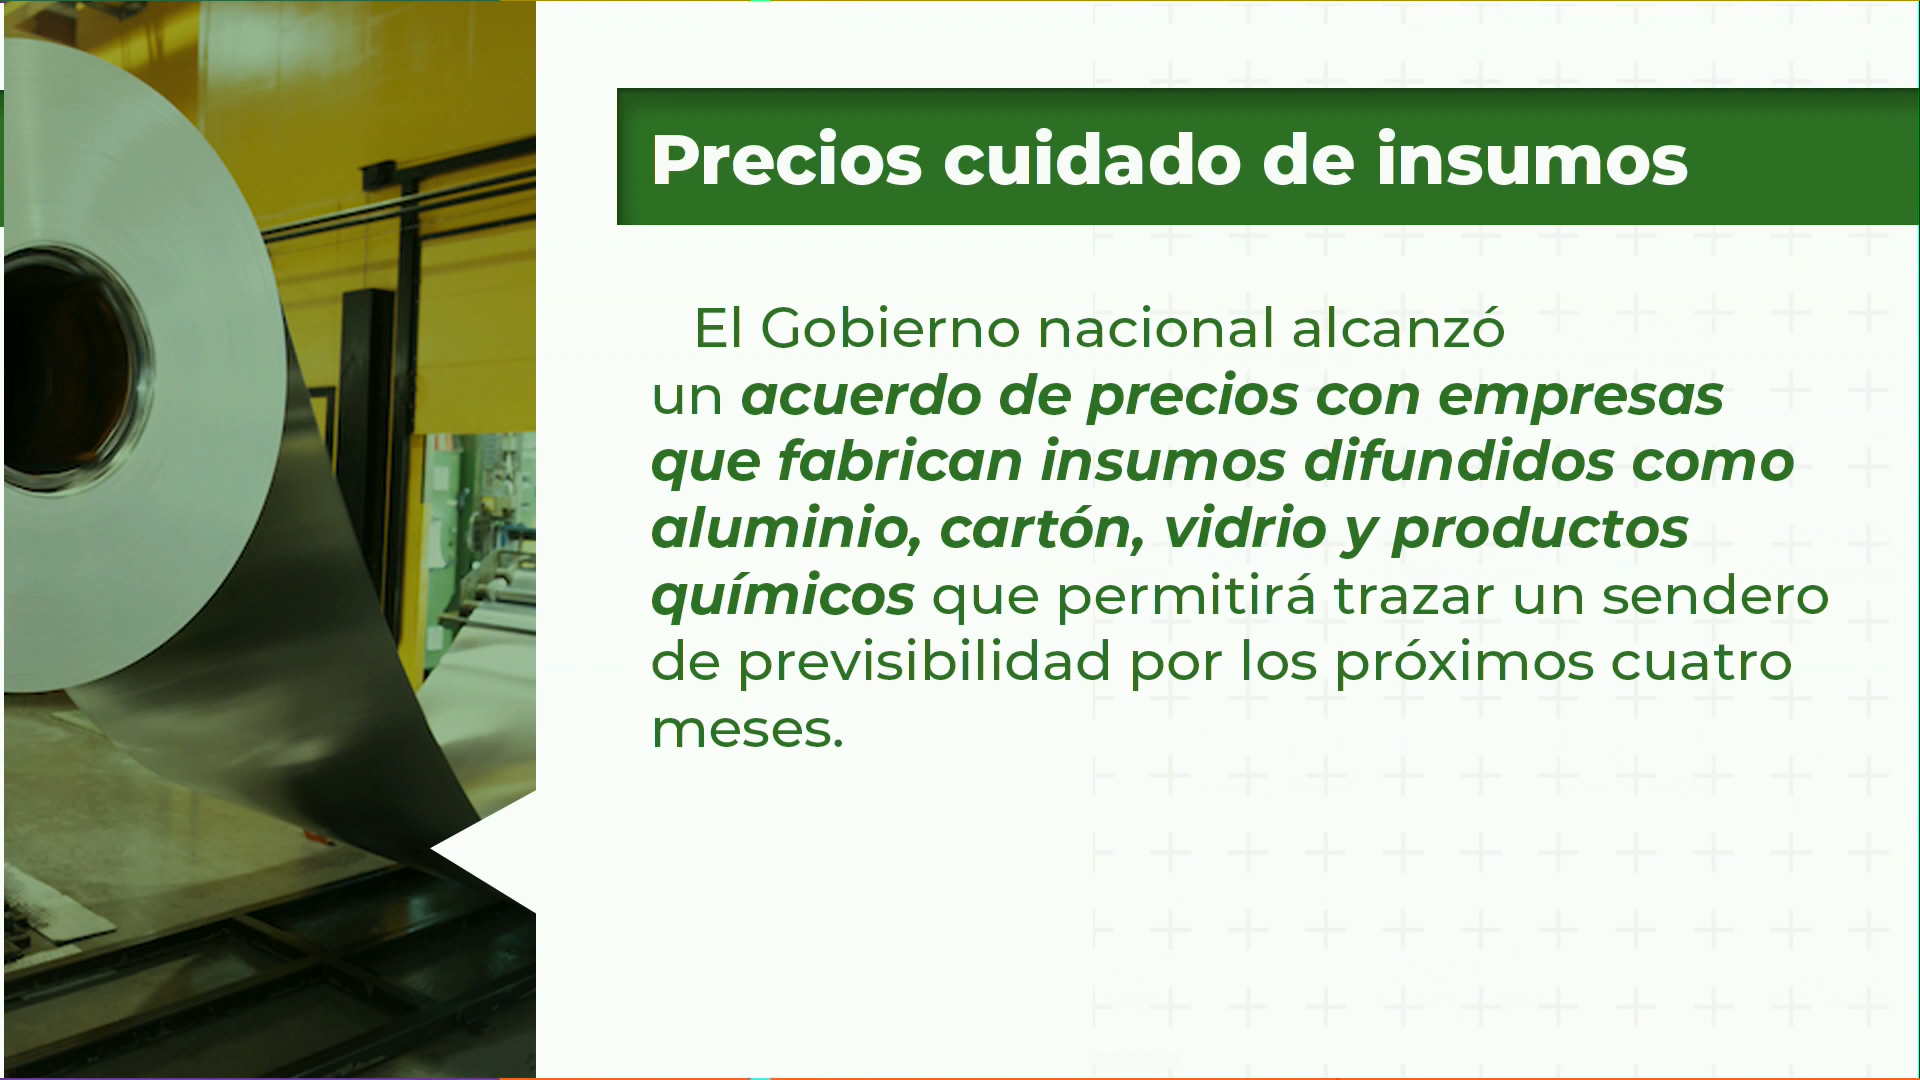 Precios cuidado de insumos
El Gobierno nacional alcanzó
un acuerdo de precios con empresas
que fabrican insumos difundidos como
aluminio, cartón, vidrio y productos
químicos que permitirá trazar un sendero
de previsibilidad por los próximos cuatro
meses.